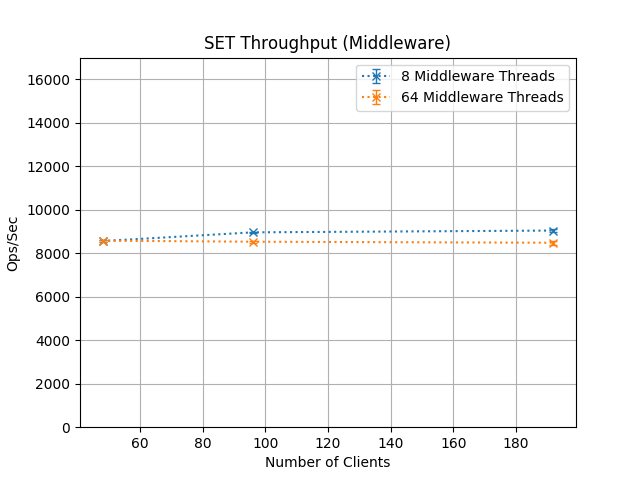 SET Throughput (Middleware)
8 Middleware Threads
64 Middleware Threads
16000
14000
12000
10000
8000
6000
4000
2000
0
Ops/Sec
60 80 100 120 140 160 180
Number of Clients